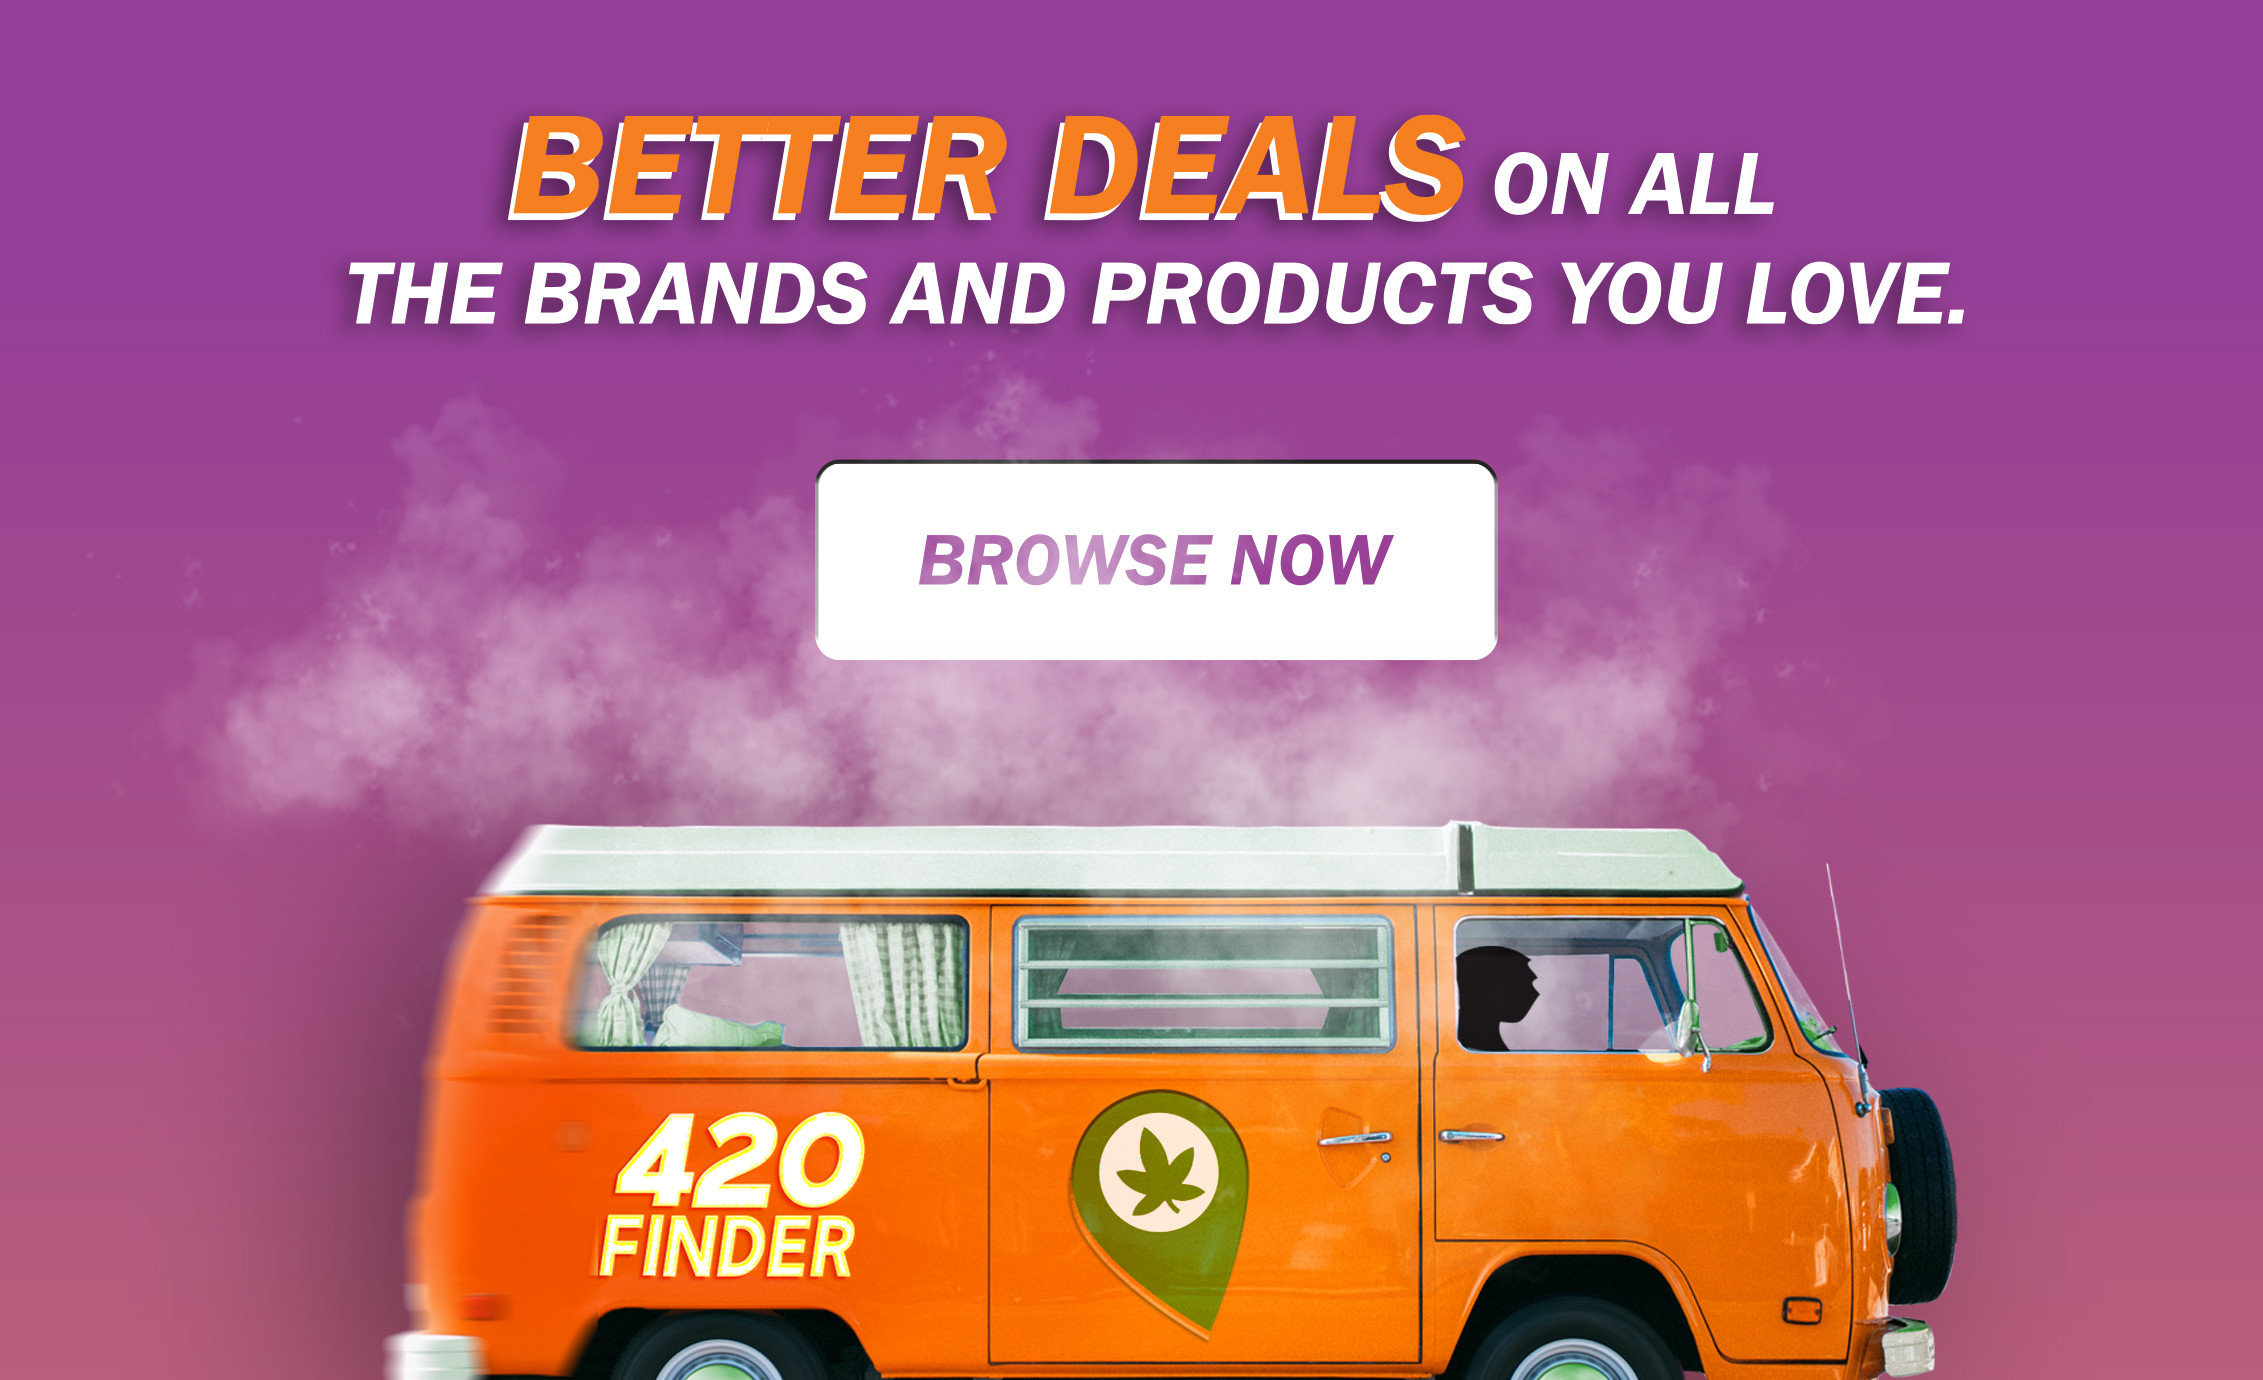 BETTER DEALS ON ALL
THE BRANDS AND PRODUCTS YOU LOVE.
BROWSE NOW
420
FINDER